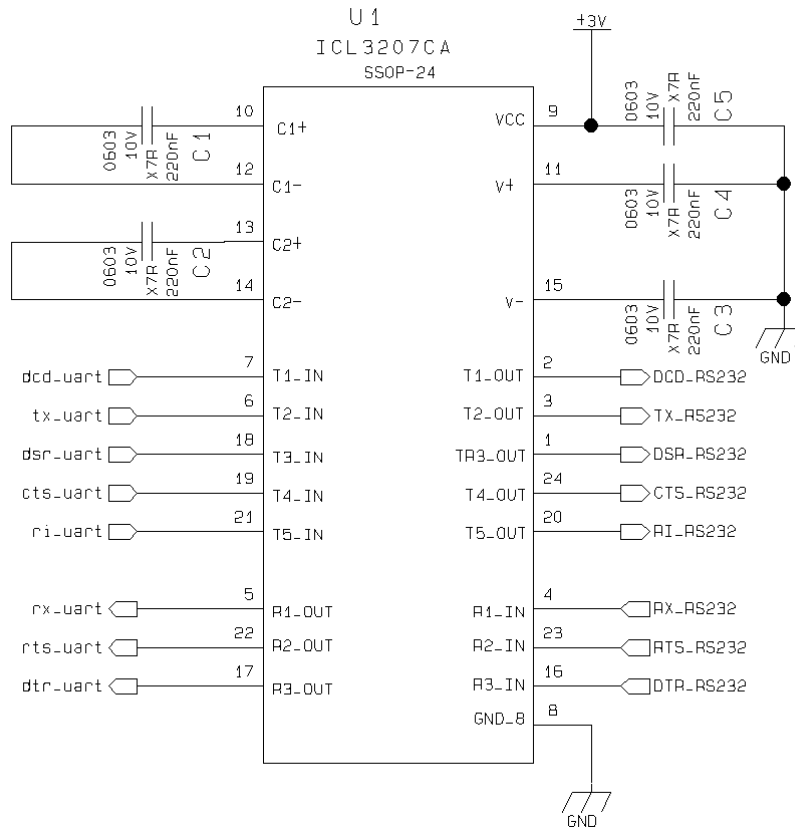 U1
ICL3207CA
SSOP-24
+3V
10 C1+
VCC 9
0603
10V
X7R
220nF
C1
12 C1-
V+ 11
0603
10V
X7R
220nF
C5
13 C2+
0603
10V
X7R
220nF
C2
14 C2-
V- 15
0603
10V
X7R
220nF
C4
0603
10V
X7R
220nF
C3
GND
dcd_uart 7 T1_IN T1_OUT 2 DCD_RS232
tx_uart 6 T2_IN T2_OUT 3 TX_RS232
dsr_uart 18 T3_IN TR3_OUT 1 DSR_RS232
cts_uart 19 T4_IN T4_OUT 24 CTS_RS232
ri_uart 21 T5_IN T5_OUT 20 RI_RS232
rx_uart 5 R1_OUT R1_IN 4 RX_RS232
rts_uart 22 R2_OUT R2_IN 23 RTS_RS232
dtr_uart 17 R3_OUT R3_IN 16 DTR_RS232
GND_8 8
GND